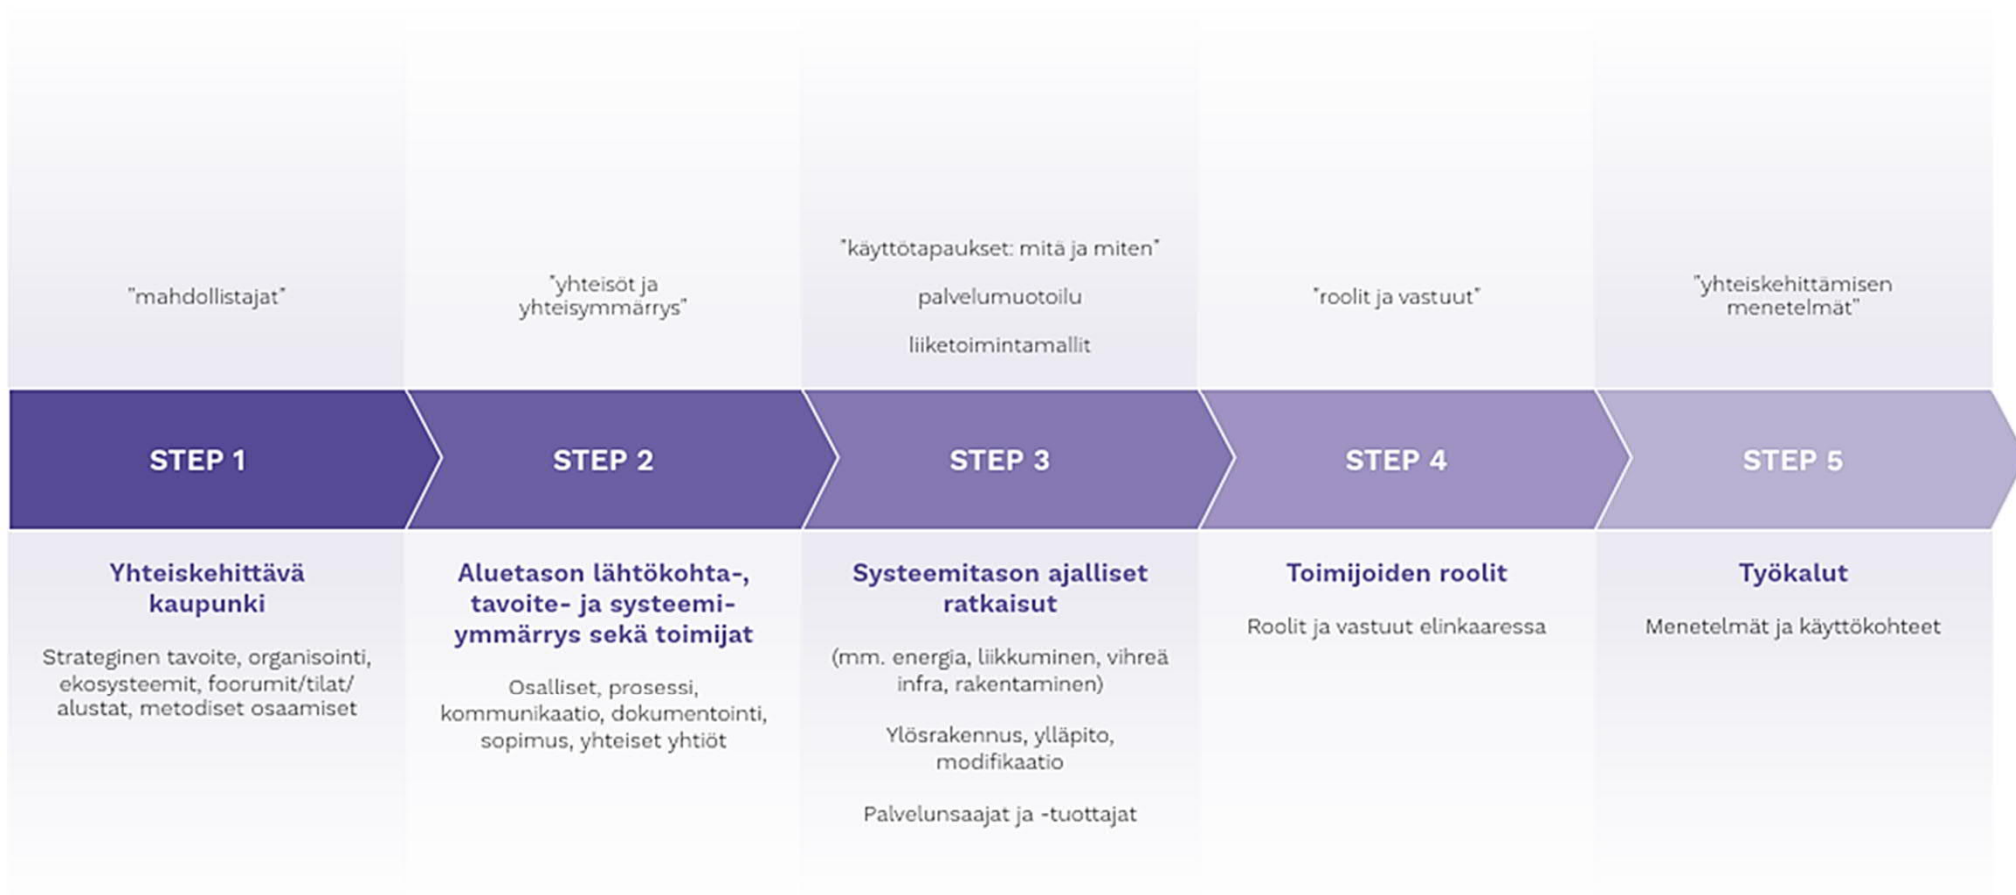 "mahdollistajat"
"yhteisöt ja
yhteisymmärrys"
"käyttötapaukset: mitä ja miten"
palvelumuotoilu
liiketoimintamallit
"roolit ja vastuut"
"yhteiskehittämisen
menetelmät"
STEP 1
STEP 2
STEP 3
STEP 4
STEP 5
Yhteiskehittävä
kaupunki
Strateginen tavoite, organisointi,
ekosysteemit, foorumit/tilat/
alustat, metodiset osaamiset
Aluetason lähtökohta-,
tavoite- ja systeemi-
ymmärrys sekä toimijat
Osalliset, prosessi,
kommunikaatio, dokumentointi,
sopimus, yhteiset yhtiöt
Systeemitason ajalliset
ratkaisut
(mm. energia, liikkuminen, vihreä
infra, rakentaminen)
Ylösrakennus, ylläpito,
modifikaatio
Palvelunsaajat ja -tuottajat
Toimijoiden roolit
Roolit ja vastuut elinkaaressa
Työkalut
Menetelmät ja käyttökohteet